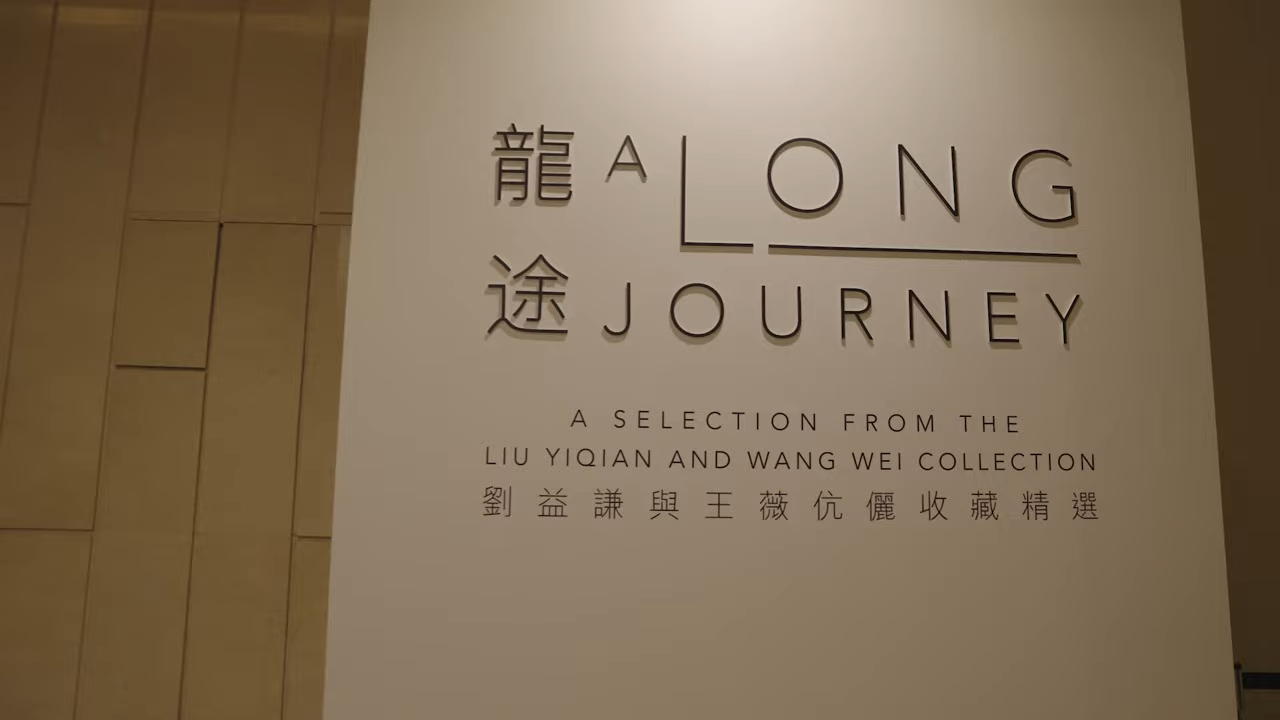 龍 A LONG
途 JOURNEY
A SELECTION FROM THE
LIU YIQIAN AND WANG WEI COLLECTION
劉益謙與王薇伉儷收藏精選